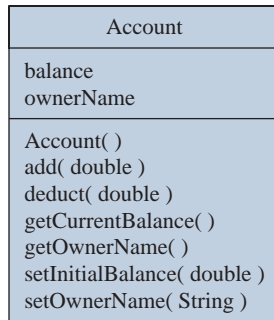 Account
balance
ownerName
Account( )
add( double )
deduct( double )
getCurrentBalance( )
getOwnerName( )
setInitialBalance( double )
setOwnerName( String )